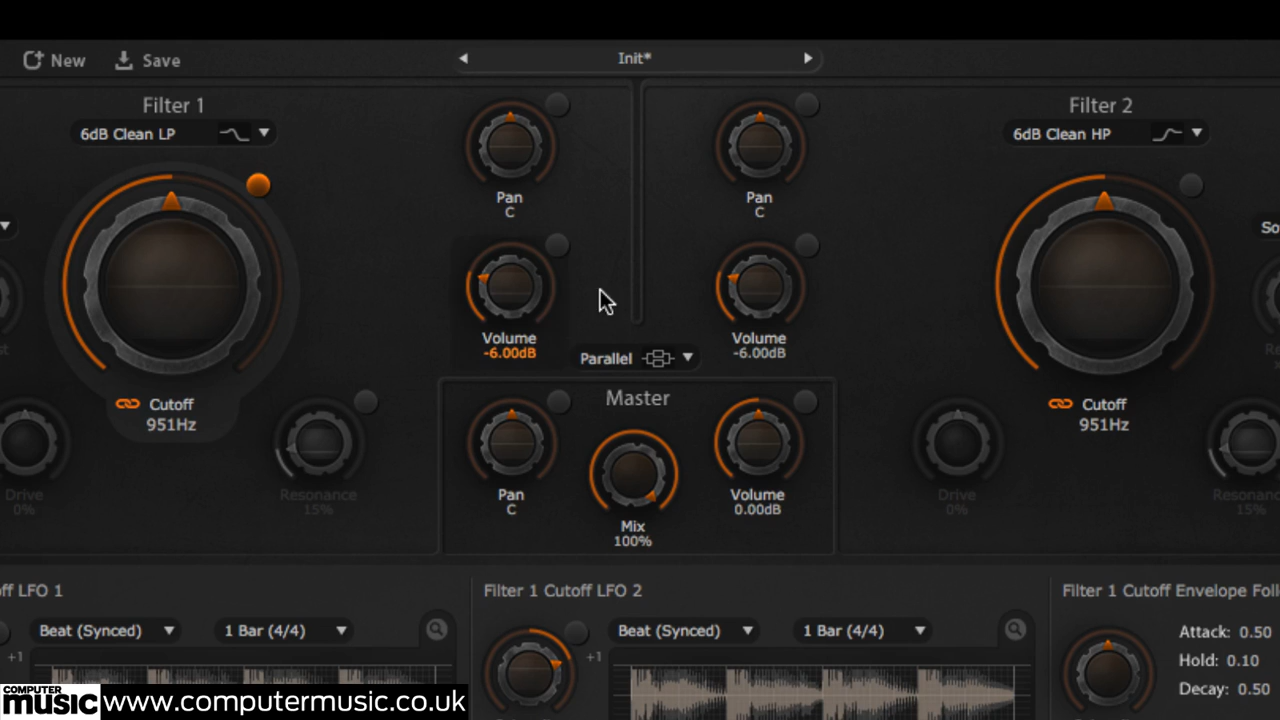 New
Save
Init*
Filter 1
6dB Clean LP
Pan
C
Pan
C
Filter 2
6dB Clean HP
So
st
Volume
-6.00dB
Volume
-6.00dB
Parallel
Cutoff
951Hz
Cutoff
951Hz
Master
Drive
0%
Resonance
15%
Pan
C
Mix
100%
Volume
0.00dB
Drive
0%
Resonanc
15%
off LFO 1
Filter 1 Cutoff LFO 2
Filter 1 Cutoff Envelope Foll
Beat (Synced)
1 Bar (4/4)
Beat (Synced)
1 Bar (4/4)
+1
+1
Attack: 0.50
Hold: 0.10
Decay: 0.50
COMPUTER
music
www.computermusic.co.uk